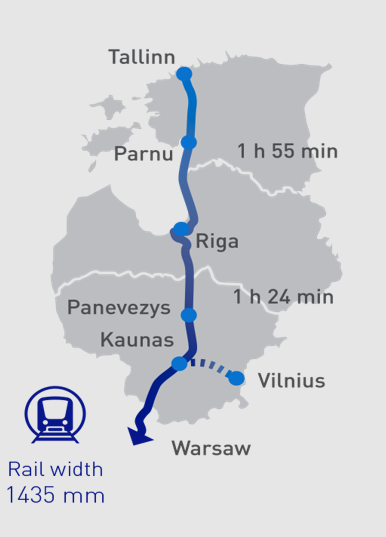 Tallinn
Parnu
1 h 55 min
Riga
1 h 24 min
Panevezys
Kaunas
Vilnius
Warsaw
Rail width
1435 mm